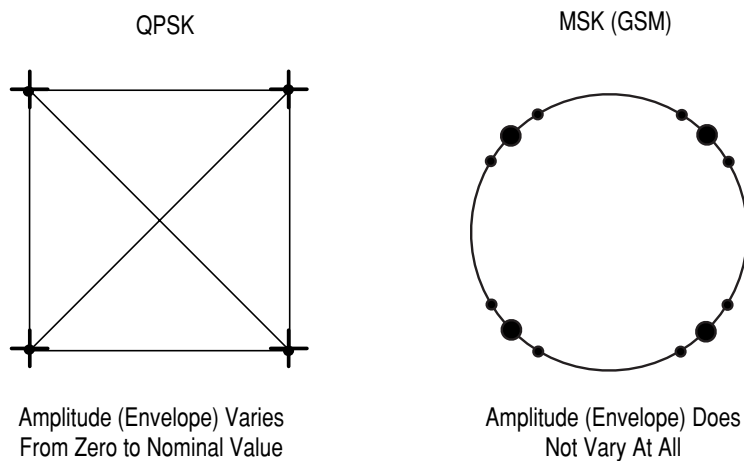 QPSK
MSK (GSM)
Amplitude (Envelope) Varies
From Zero to Nominal Value
Amplitude (Envelope) Does
Not Vary At All